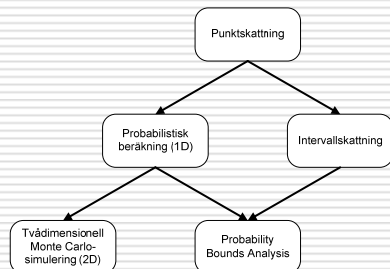 Punktskattning
Probabilistisk
beräkning (1D)
Intervallskattning
Tvådimensionell
Monte Carlo-
simulering (2D)
Probability
Bounds Analysis